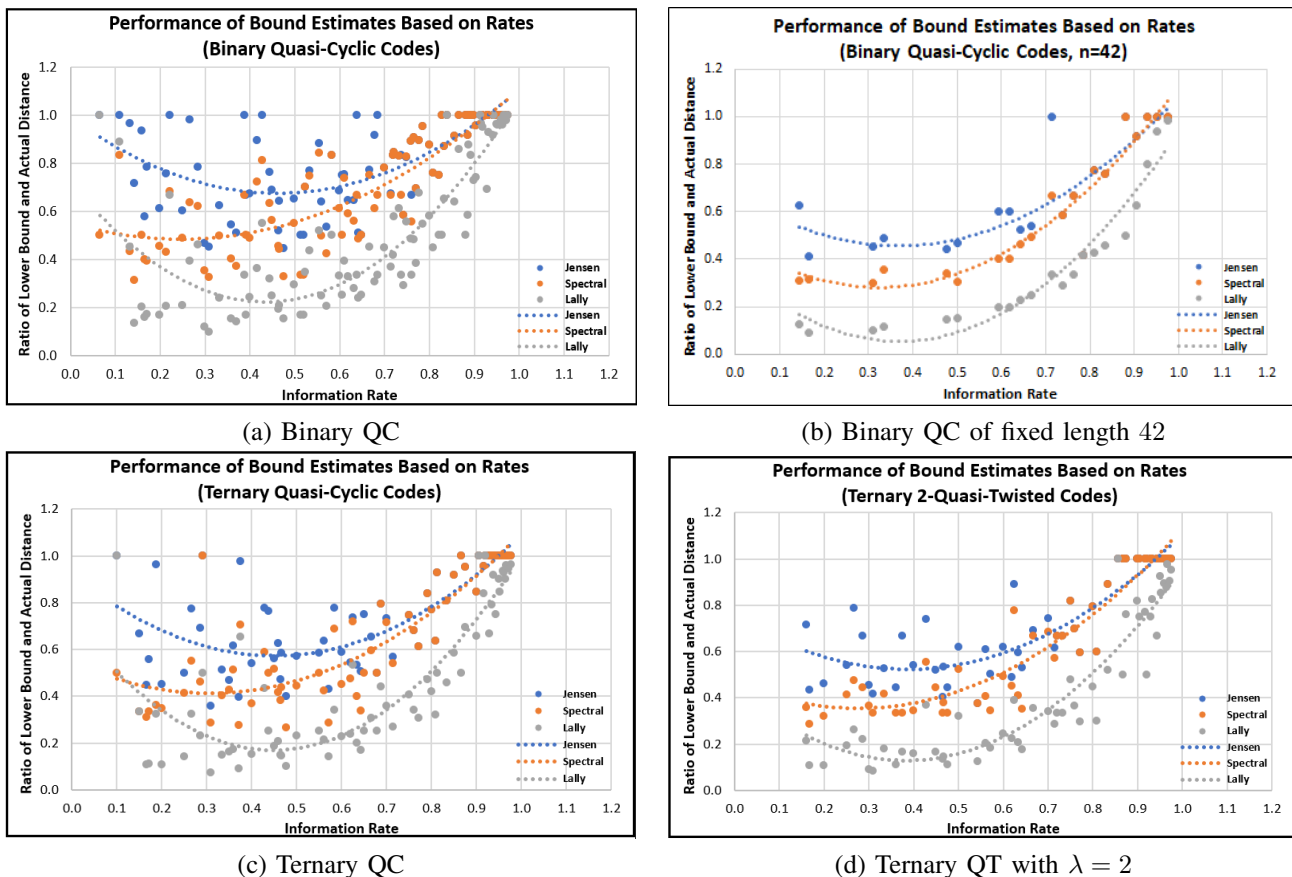 Performance of Bound Estimates Based on Rates
(Binary Quasi-Cyclic Codes)
Ratio of Lower Bound and Actual Distance
1.2
1.0
0.8
0.6
0.4
0.2
0.0
0.0 0.1 0.2 0.3 0.4 0.5 0.6 0.7 0.8 0.9 1.0 1.1 1.2
Information Rate
Jensen
Spectral
Lally
Jensen
Spectral
Lally
(a) Binary QC
Performance of Bound Estimates Based on Rates
(Binary Quasi-Cyclic Codes, n=42)
Ratio of Lower Bound and Actual Distance
1.2
1.0
0.8
0.6
0.4
0.2
0.0
0.0 0.1 0.2 0.3 0.4 0.5 0.6 0.7 0.8 0.9 1.0 1.1 1.2
Information Rate
Jensen
Spectral
Lally
Jensen
Spectral
Lally
(b) Binary QC of fixed length 42
Performance of Bound Estimates Based on Rates
(Ternary Quasi-Cyclic Codes)
Ratio of Lower Bound and Actual Distance
1.2
1.0
0.8
0.6
0.4
0.2
0.0
0.0 0.1 0.2 0.3 0.4 0.5 0.6 0.7 0.8 0.9 1.0 1.1 1.2
Information Rate
Jensen
Spectral
Lally
Jensen
Spectral
Lally
(c) Ternary QC
Performance of Bound Estimates Based on Rates
(Ternary 2-Quasi-Twisted Codes)
Ratio of Lower Bound and Actual Distance
1.2
1.0
0.8
0.6
0.4
0.2
0.0
0.0 0.1 0.2 0.3 0.4 0.5 0.6 0.7 0.8 0.9 1.0 1.1 1.2
Information Rate
Jensen
Spectral
Lally
Jensen
Spectral
Lally
(d) Ternary QT with λ = 2